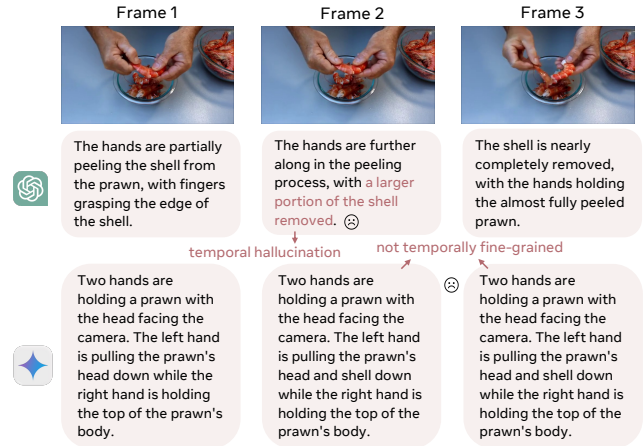 Frame 1
Frame 2
Frame 3
The hands are partially
peeling the shell from
the prawn, with fingers
grasping the edge of
the shell.
The hands are further
along in the peeling
process, with a larger
portion of the shell
removed.
The shell is nearly
completely removed,
with the hands holding
the almost fully peeled
prawn.
temporal hallucination
not temporally fine-grained
Two hands are
holding a prawn with
the head facing the
camera. The left hand
is pulling the prawn's
head down while the
right hand is holding
the top of the prawn's
body.
Two hands are
holding a prawn with
the head facing the
camera. The left hand
is pulling the prawn's
head and shell down
while the right hand is
holding the top of the
prawn's body.
Two hands are
holding a prawn with
the head facing the
camera. The left hand
is pulling the prawn's
head and shell down
while the right hand is
holding the top of the
prawn's body.